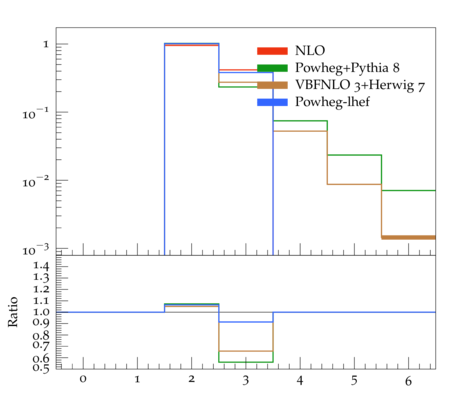 1
NLO
Powheg+Pythia 8
VBFNLO 3+Herwig 7
Powheg-lhef
10⁻¹
10⁻²
10⁻³
1.4
1.3
1.2
1.1
1.0
0.9
0.8
0.7
0.6
0.5
Ratio
0 1 2 3 4 5 6